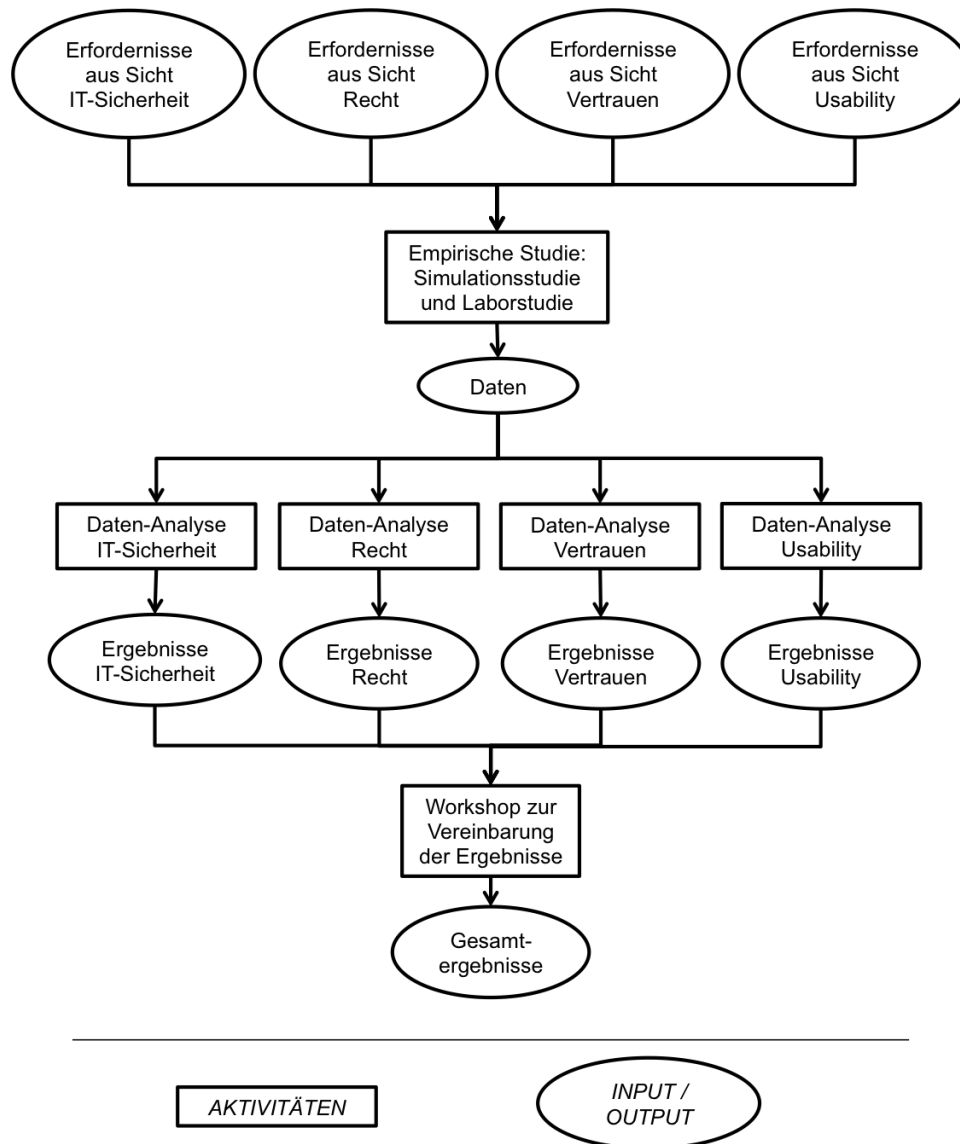 Erfordernisse
aus Sicht
IT-Sicherheit
Erfordernisse
aus Sicht
Recht
Erfordernisse
aus Sicht
Vertrauen
Erfordernisse
aus Sicht
Usability
Empirische Studie:
Simulationsstudie
und Laborstudie
Daten
Daten-Analyse
IT-Sicherheit
Daten-Analyse
Recht
Daten-Analyse
Vertrauen
Daten-Analyse
Usability
Ergebnisse
IT-Sicherheit
Ergebnisse
Recht
Ergebnisse
Vertrauen
Ergebnisse
Usability
Workshop zur
Vereinbarung
der Ergebnisse
Gesamt-
ergebnisse
AKTIVITÄTEN
INPUT /
OUTPUT